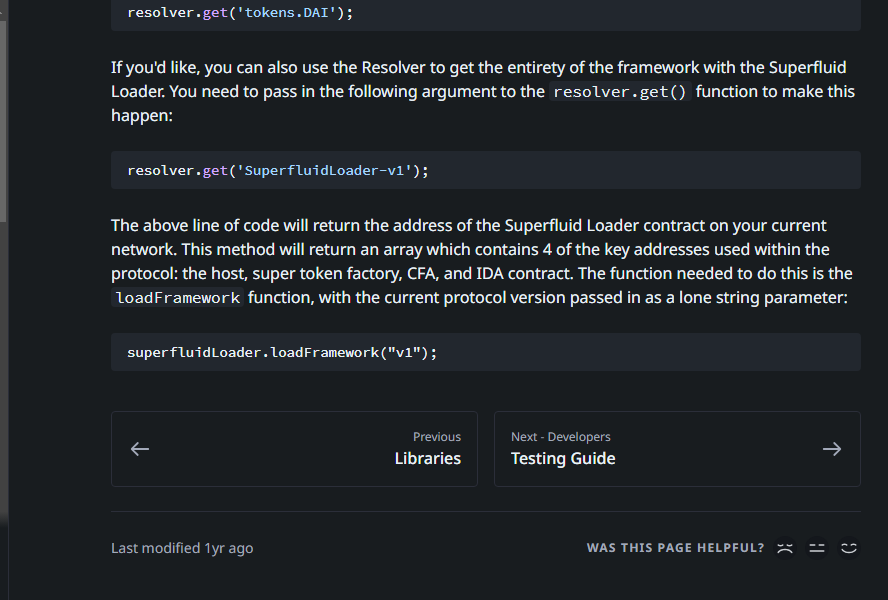 resolver.get('tokens.DAI');
If you'd like, you can also use the Resolver to get the entirety of the framework with the Superfluid
Loader. You need to pass in the following argument to the resolver.get() function to make this
happen:
resolver.get('SuperfluidLoader-v1');
The above line of code will return the address of the Superfluid Loader contract on your current
network. This method will return an array which contains 4 of the key addresses used within the
protocol: the host, super token factory, CFA, and IDA contract. The function needed to do this is the
loadFramework function, with the current protocol version passed in as a lone string parameter:
superfluidLoader.loadFramework("v1");
Previous
Libraries
Next - Developers
Testing Guide
Last modified 1yr ago
WAS THIS PAGE HELPFUL?